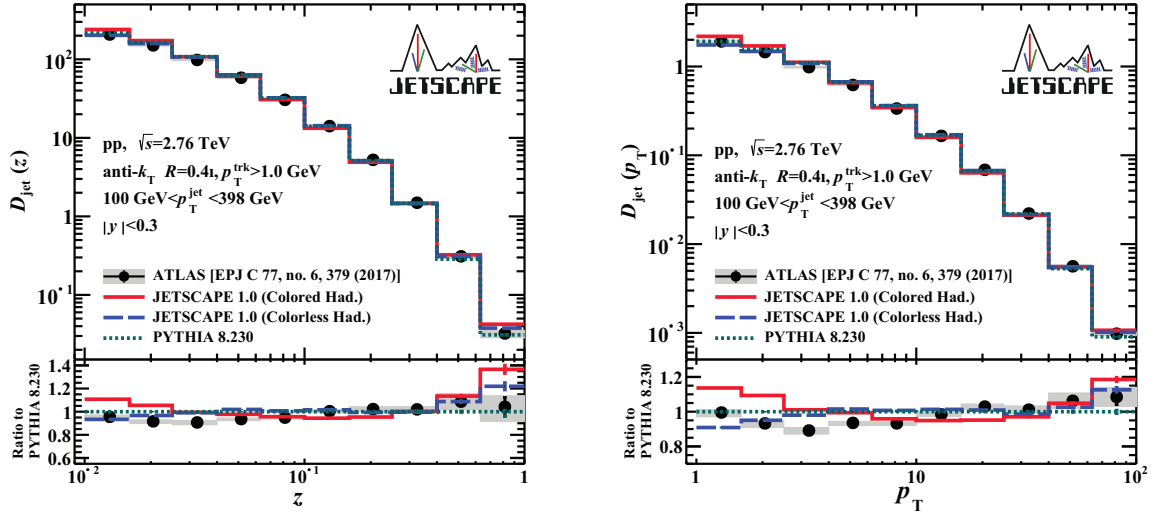 10²
10
1
10⁻¹
D_jet (z)
JETSCAPE
pp, √s=2.76 TeV
anti-k_T R=0.4ι, p_T^trk>1.0 GeV
100 GeV<p_T^jet <398 GeV
|y|<0.3
ATLAS [EPJ C 77, no. 6, 379 (2017)]
JETSCAPE 1.0 (Colored Had.)
JETSCAPE 1.0 (Colorless Had.)
PYTHIA 8.230
Ratio to
PYTHIA 8.230
1.4
1.2
1
0.8
0.6
10⁻²
10⁻¹
1
z
1
10⁻¹
10⁻²
10⁻³
D_jet (p_T)
JETSCAPE
pp, √s=2.76 TeV
anti-k_T R=0.4ι, p_T^trk>1.0 GeV
100 GeV<p_T^jet <398 GeV
|y|<0.3
ATLAS [EPJ C 77, no. 6, 379 (2017)]
JETSCAPE 1.0 (Colored Had.)
JETSCAPE 1.0 (Colorless Had.)
PYTHIA 8.230
Ratio to
PYTHIA 8.230
1.2
1
0.8
1
10
10²
p_T